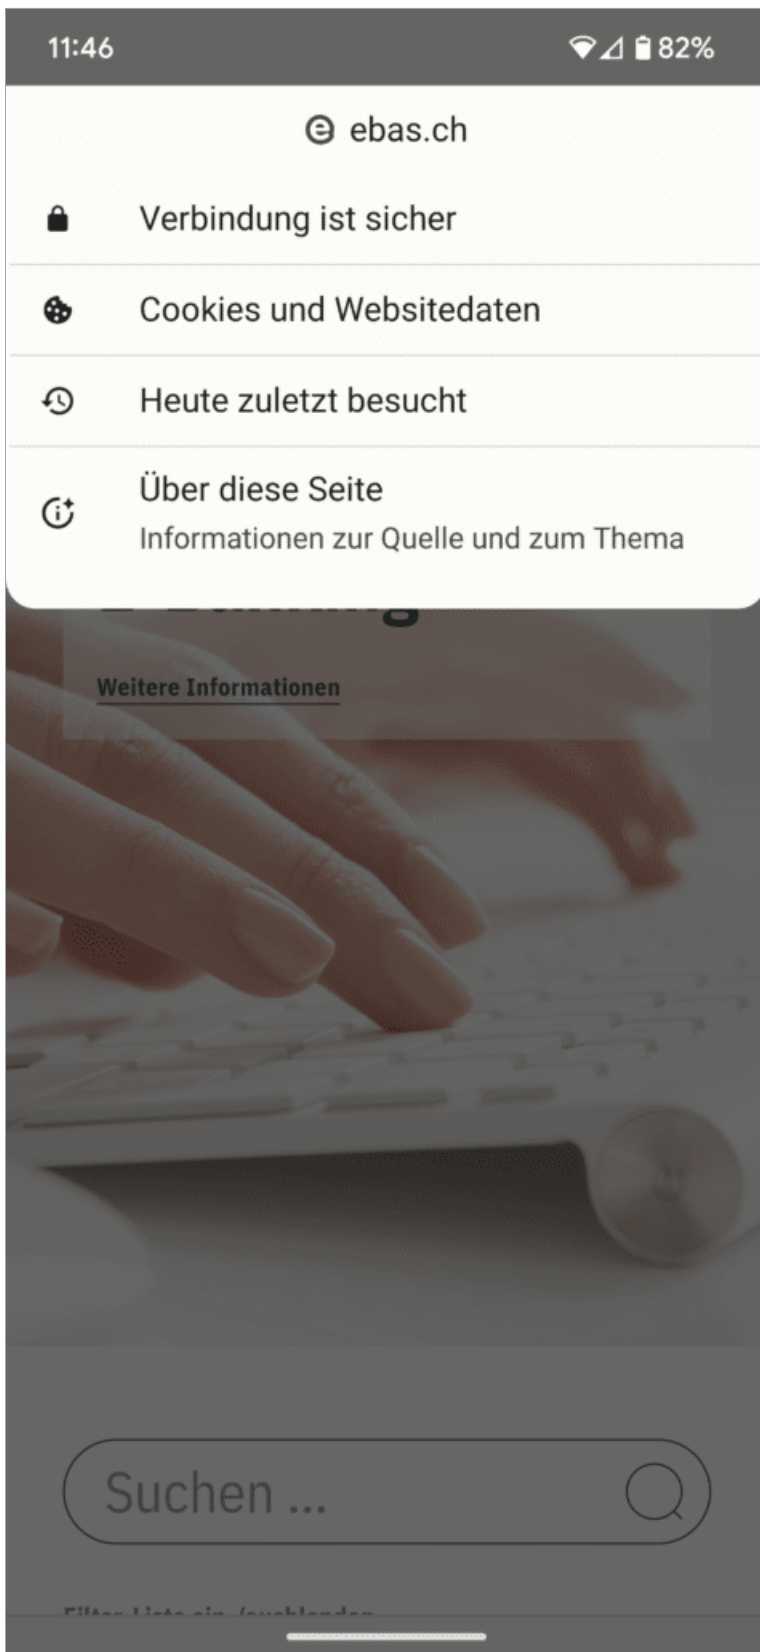 11:46
82%
ebas.ch
Verbindung ist sicher
Cookies und Websitedaten
Heute zuletzt besucht
Über diese Seite
Informationen zur Quelle und zum Thema
Weitere Informationen
Suchen ...